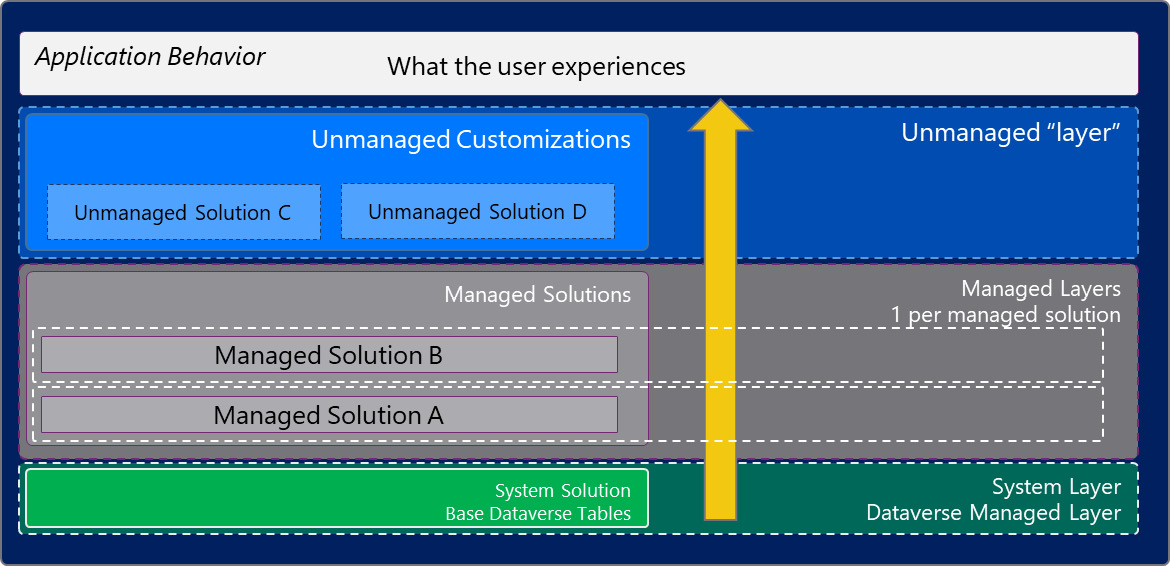 Application Behavior
What the user experiences
Unmanaged Customizations
Unmanaged “layer”
Unmanaged Solution C
Unmanaged Solution D
Managed Solutions
Managed Layers
1 per managed solution
Managed Solution B
Managed Solution A
System Solution
Base Dataverse Tables
System Layer
Dataverse Managed Layer